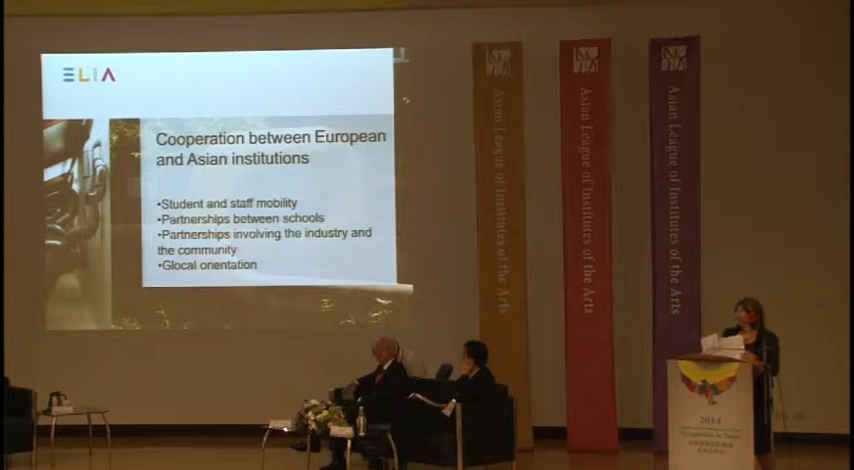 ELIA
Cooperation between European
and Asian institutions
•Student and staff mobility
•Partnerships between schools
•Partnerships involving the industry and
the community
•Glocal orientation
Asian League of Institutes of the Arts
Asian League of Institutes of the Arts
Asian League of Institutes of the Arts
2014